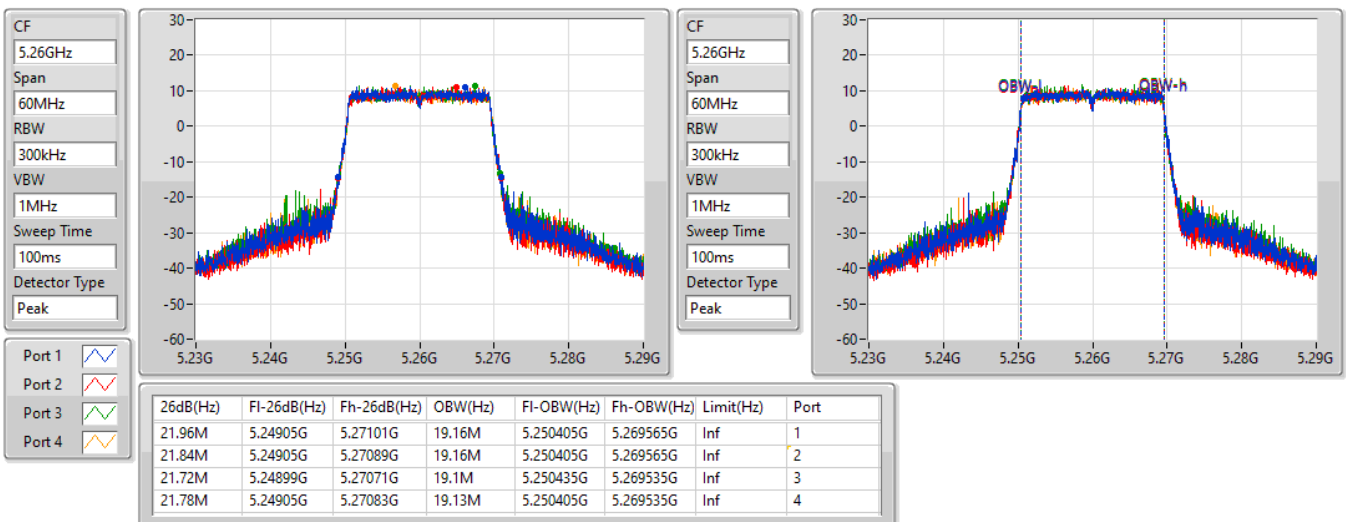 CF
5.26GHz
Span
60MHz
RBW
300kHz
VBW
1MHz
Sweep Time
100ms
Detector Type
Peak
30
20
10
0
-10
-20
-30
-40
-50
-60
5.23G 5.24G 5.25G 5.26G 5.27G 5.28G 5.29G
CF
5.26GHz
Span
60MHz
RBW
300kHz
VBW
1MHz
Sweep Time
100ms
Detector Type
Peak
30
20
10
0
-10
-20
-30
-40
-50
-60
OBW-l OBW-h
5.23G 5.24G 5.25G 5.26G 5.27G 5.28G 5.29G
Port 1
Port 2
Port 3
Port 4
26dB(Hz) Fl-26dB(Hz) Fh-26dB(Hz) OBW(Hz) Fl-OBW(Hz) Fh-OBW(Hz) Limit(Hz) Port
21.96M 5.24905G 5.27101G 19.16M 5.250405G 5.269565G Inf 1
21.84M 5.24905G 5.27089G 19.16M 5.250405G 5.269565G Inf 2
21.72M 5.24899G 5.27071G 19.1M 5.250435G 5.269535G Inf 3
21.78M 5.24905G 5.27083G 19.13M 5.250405G 5.269535G Inf 4